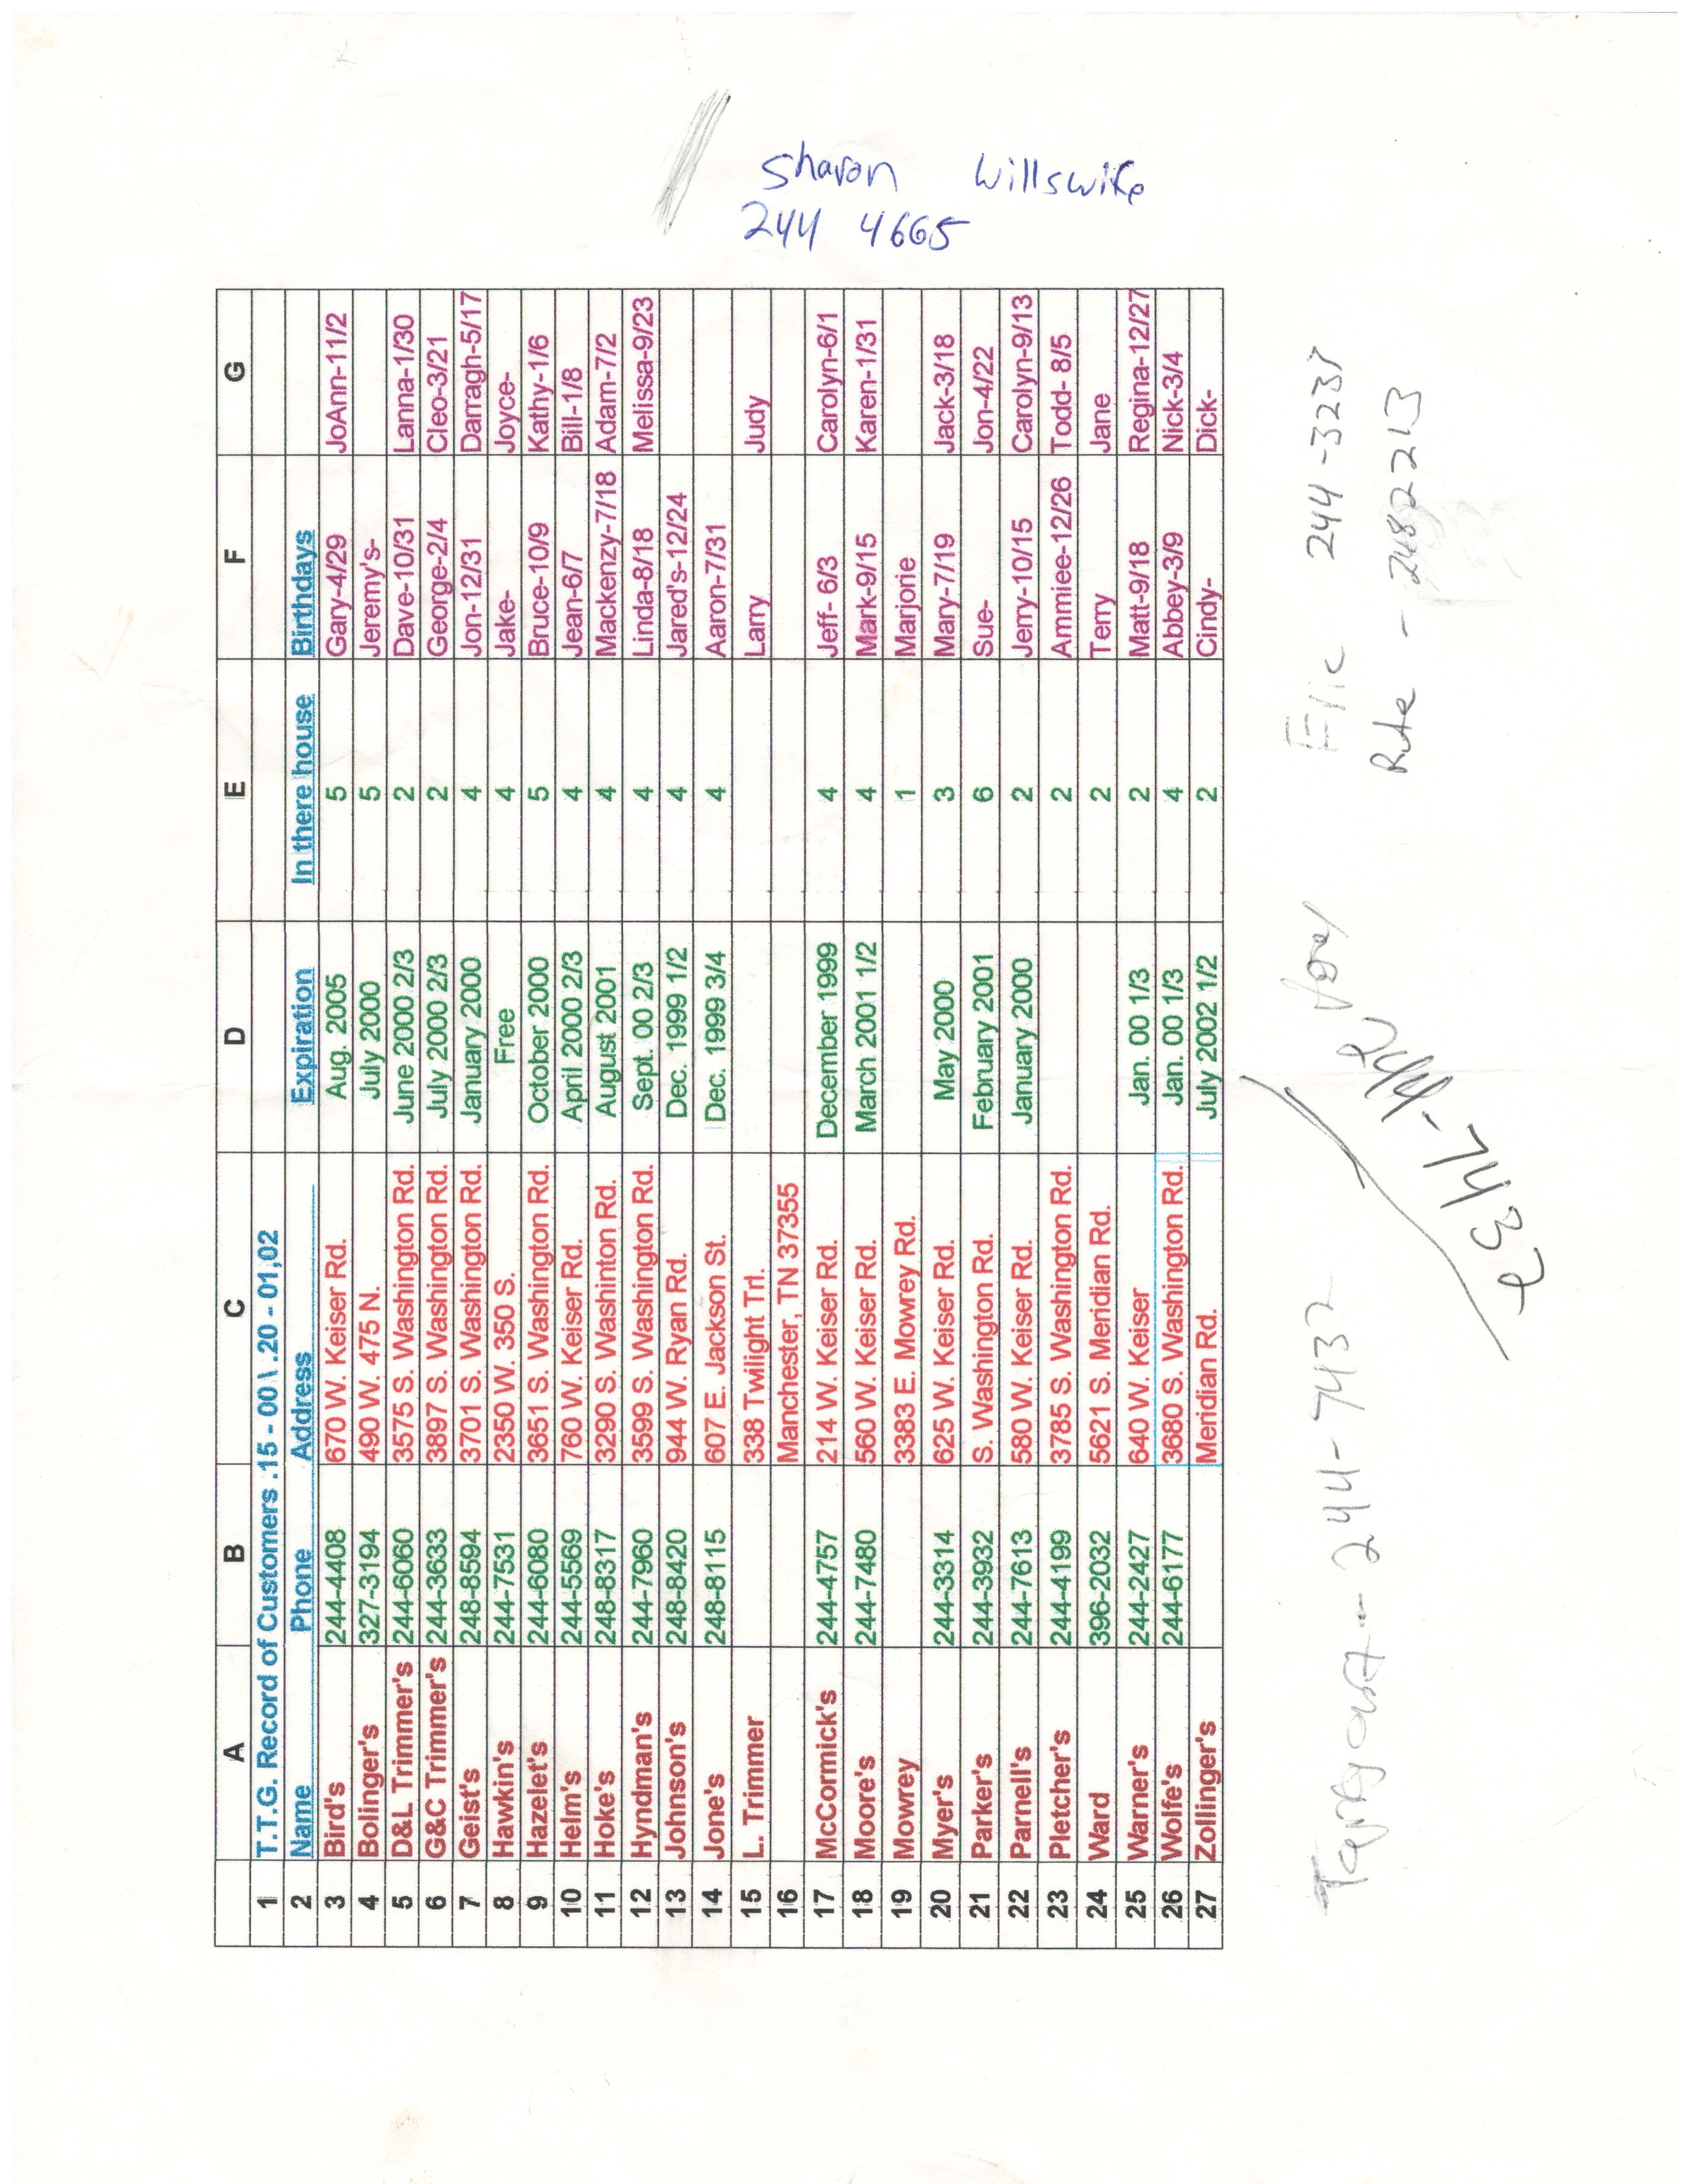 A B C D E F G
1 T.T.G. Record of Customers .15 - 00 \ .20 - 01,02
2 Name Phone Address Expiration In there house Birthdays
3 Bird's 244-4408 670 W. Keiser Rd. Aug. 2005 5 Gary-4/29 JoAnn-11/2
4 Bolinger's 327-3194 490 W. 475 N. July 2000 5 Jeremy's-
5 D&L Trimmer's 244-6060 3575 S. Washington Rd. June 2000 2/3 2 Dave-10/31 Lanna-1/30
6 G&C Trimmer's 244-3633 3897 S. Washington Rd. July 2000 2/3 2 George-2/4 Cleo-3/21
7 Geist's 248-8594 3701 S. Washington Rd. January 2000 4 Jon-12/31 Darragh-5/17
8 Hawkin's 244-7531 2350 W. 350 S. Free 4 Jake- Joyce-
9 Hazelet's 244-6080 3651 S. Washington Rd. October 2000 5 Bruce-10/9 Kathy-1/6
10 Helm's 244-5569 760 W. Keiser Rd. April 2000 2/3 4 Jean-6/7 Bill-1/8
11 Hoke's 248-8317 3290 S. Washinton Rd. August 2001 4 Mackenzy-7/18 Adam-7/2
12 Hyndman's 244-7960 3599 S. Washington Rd. Sept. 00 2/3 4 Linda-8/18 Melissa-9/23
13 Johnson's 248-8420 944 W. Ryan Rd. Dec. 1999 1/2 4 Jared's-12/24
14 Jone's 248-8115 607 E. Jackson St. Dec. 1999 3/4 4 Aaron-7/31
15 L. Trimmer 338 Twilight Trl. Larry Judy
16 Manchester, TN 37355
17 McCormick's 244-4757 214 W. Keiser Rd. December 1999 4 Jeff- 6/3 Carolyn-6/1
18 Moore's 244-7480 560 W. Keiser Rd. March 2001 1/2 4 Mark-9/15 Karen-1/31
19 Mowrey 3383 E. Mowrey Rd. 1 Marjorie
20 Myer's 244-3314 625 W. Keiser Rd. May 2000 3 Mary-7/19 Jack-3/18
21 Parker's 244-3932 S. Washington Rd. February 2001 6 Sue- Jon-4/22
22 Parnell's 244-7613 580 W. Keiser Rd. January 2000 2 Jerry-10/15 Carolyn-9/13
23 Pletcher's 244-4199 3785 S. Washington Rd. 2 Ammiee-12/26 Todd- 8/5
24 Ward 396-2032 5621 S. Meridian Rd. 2 Terry Jane
25 Warner's 244-2427 640 W. Keiser Jan. 00 1/3 2 Matt-9/18 Regina-12/27
26 Wolfe's 244-6177 3680 S. Washington Rd. Jan. 00 1/3 4 Abbey-3/9 Nick-3/4
27 Zollinger's Meridian Rd. July 2002 1/2 2 Cindy- Dick-
Sharon
244 4665
244-7432
244-7432
Eric 244-3233
- 2482213